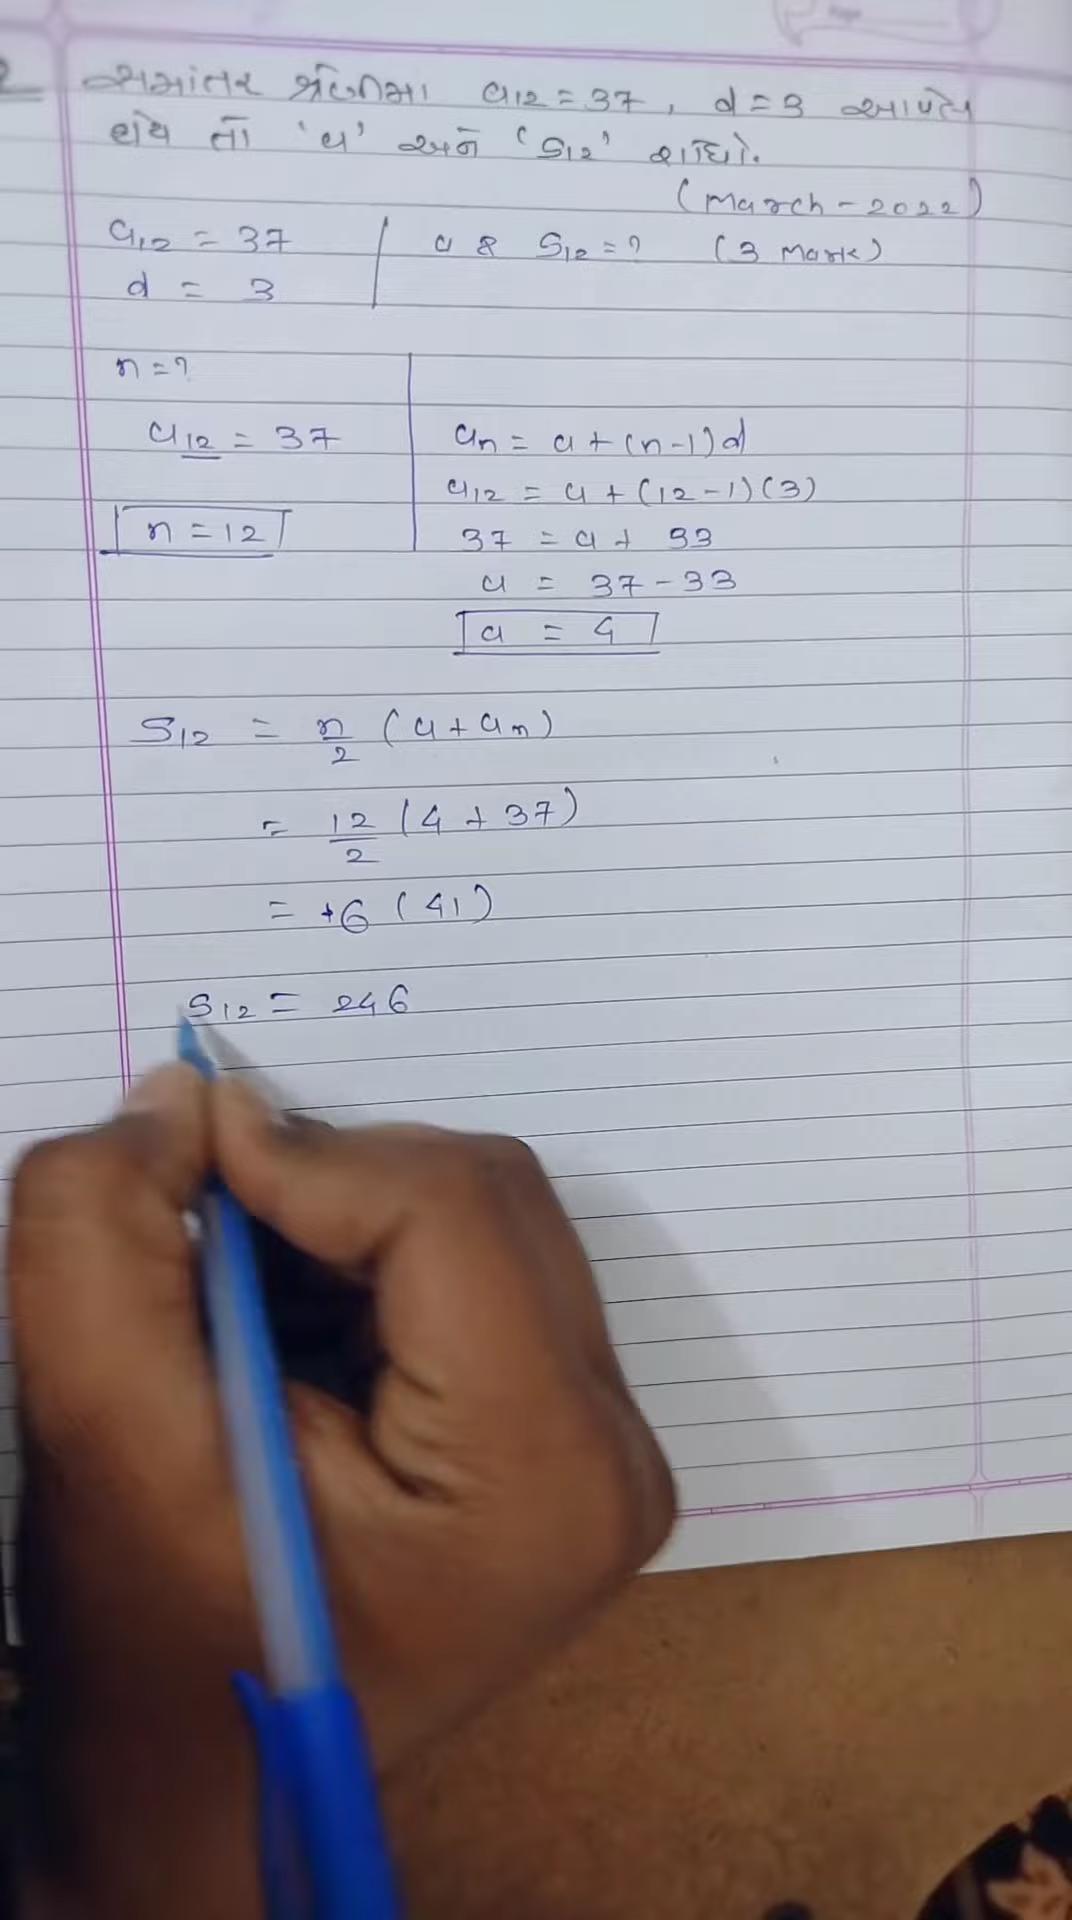 2 સમાંતર શ્રેણીમાં a12 = 37, d = 3 આપેલ
હોય તો 'a' અને 'S12' શોધો.
(March - 2022)
a12 = 37 | a & S12 = ? (3 Mark)
d = 3
n = ?
a12 = 37 | an = a + (n-1)d
a12 = a + (12-1)(3)
n = 12 | 37 = a + 33
a = 37 - 33
a = 4
S12 = n/2 (a + an)
= 12/2 (4 + 37)
= 6 (41)
S12 = 246